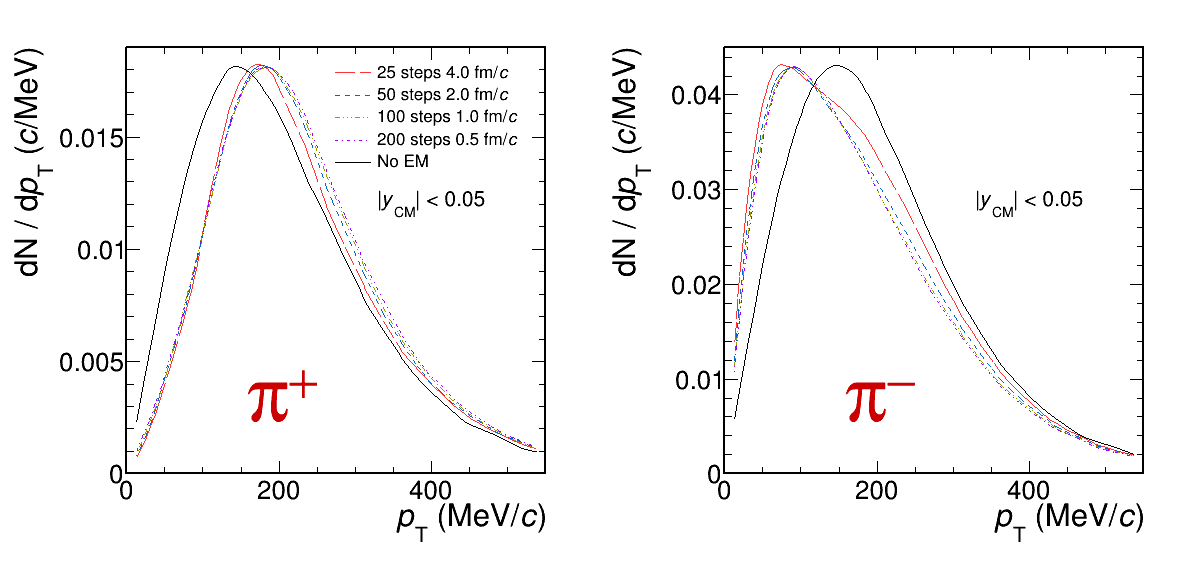 dN / dp_T (c/MeV)
0.015
0.01
0.005
0
25 steps 4.0 fm/c
50 steps 2.0 fm/c
100 steps 1.0 fm/c
200 steps 0.5 fm/c
No EM
|y_CM| < 0.05
π⁺
0 200 400
p_T (MeV/c)
dN / dp_T (c/MeV)
0.04
0.03
0.02
0.01
0
|y_CM| < 0.05
π⁻
0 200 400
p_T (MeV/c)